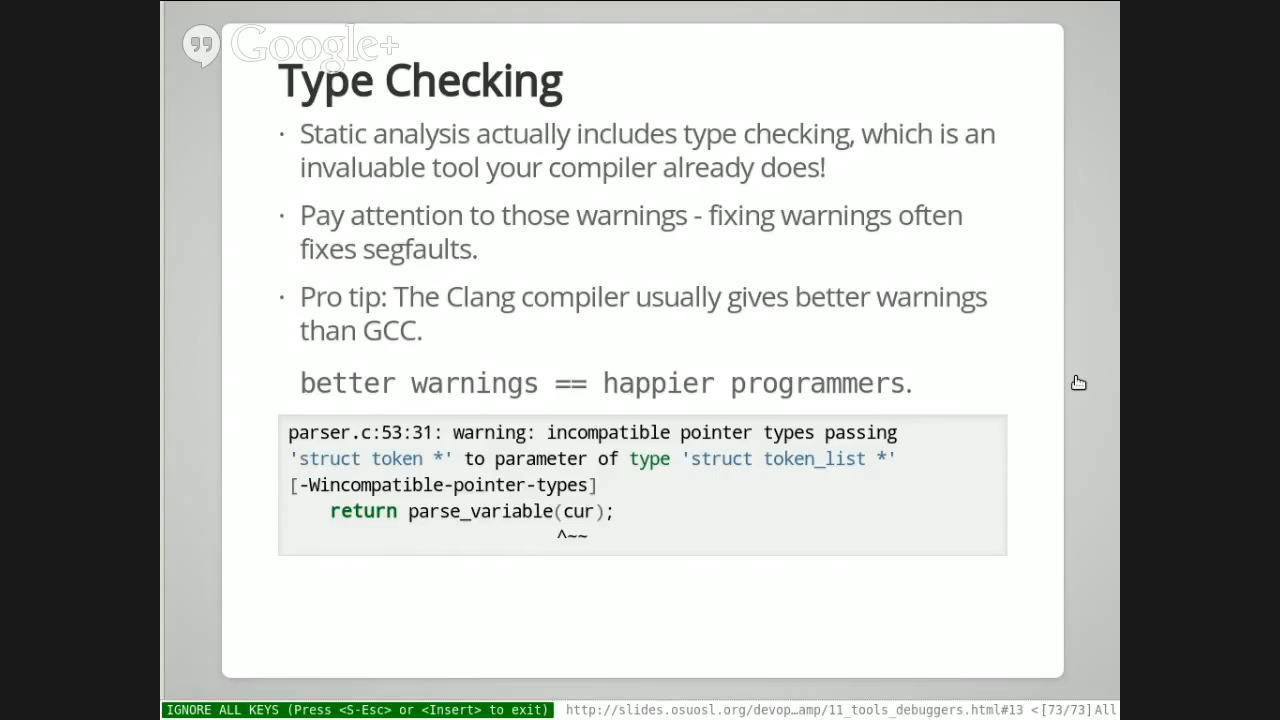 Google+
Type Checking
· Static analysis actually includes type checking, which is an
invaluable tool your compiler already does!
· Pay attention to those warnings - fixing warnings often
fixes segfaults.
· Pro tip: The Clang compiler usually gives better warnings
than GCC.
better warnings == happier programmers.
parser.c:53:31: warning: incompatible pointer types passing
'struct token *' to parameter of type 'struct token_list *'
[-Wincompatible-pointer-types]
return parse_variable(cur);
^~~
IGNORE ALL KEYS (Press <S-Esc> or <Insert> to exit) http://slides.osuosl.org/devop…amp/11_tools_debuggers.html#13 < [73/73] All